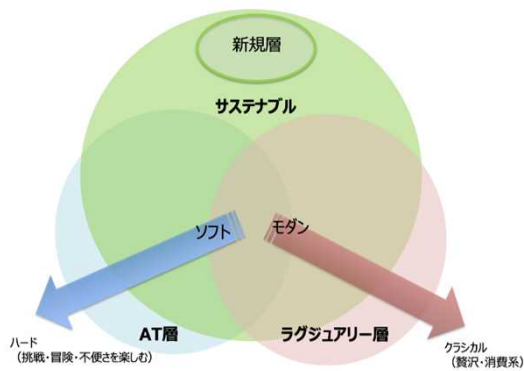 新規層
サステナブル
ソフト
モダン
AT層
ラグジュアリー層
ハード
（挑戦・冒険・不便さを楽しむ）
クラシカル
（贅沢・消費系）